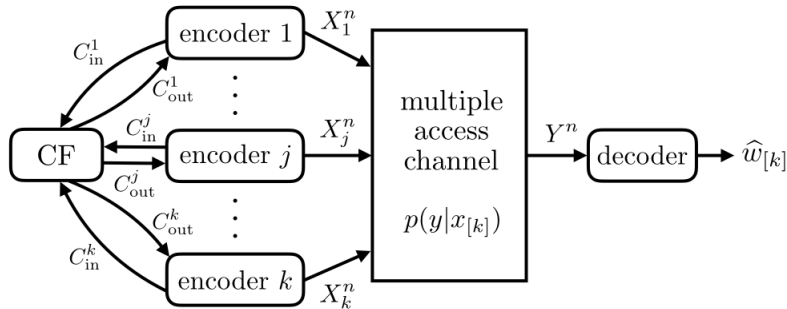 encoder 1
X_1^n
C_in^1
C_out^1
multiple
access
channel
p(y|x_[k])
C_in^j
X_j^n
Y^n
CF
encoder j
decoder
ŵ_[k]
C_out^j
C_out^k
C_in^k
encoder k
X_k^n